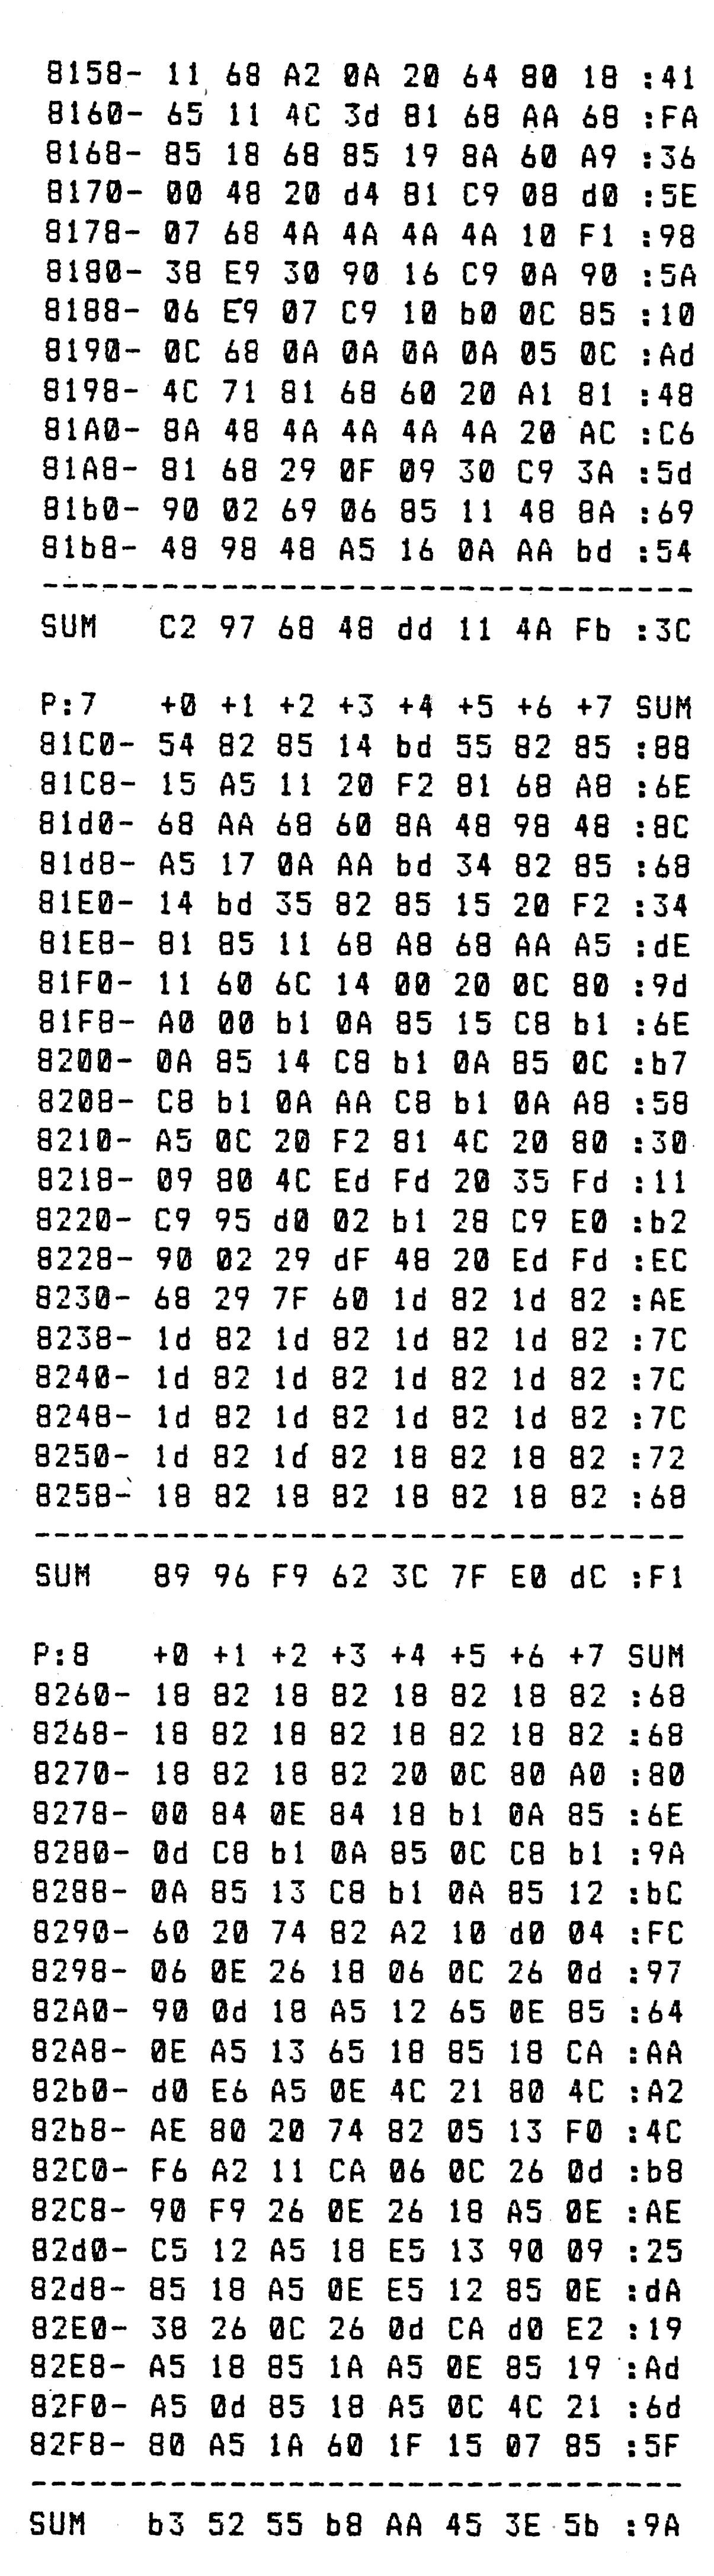 8158- 11 68 A2 0A 20 64 80 18 :41
8160- 65 11 4C 3d 81 68 AA 68 :FA
8168- 85 18 68 85 19 8A 60 A9 :36
8170- 00 48 20 d4 81 C9 08 d0 :5E
8178- 07 68 4A 4A 4A 4A 10 F1 :98
8180- 38 E9 30 90 16 C9 0A 90 :5A
8188- 06 E9 07 C9 10 b0 0C 85 :10
8190- 0C 68 0A 0A 0A 0A 05 0C :Ad
8198- 4C 71 81 68 60 20 A1 81 :48
81A0- 8A 48 4A 4A 4A 4A 20 AC :C6
81A8- 81 68 29 0F 09 30 C9 3A :5d
81b0- 90 02 69 06 85 11 48 8A :69
81b8- 48 98 48 A5 16 0A AA bd :54
----------------------------------
SUM C2 97 68 48 dd 11 4A Fb :3C
P:7 +0 +1 +2 +3 +4 +5 +6 +7 SUM
81C0- 54 82 85 14 bd 55 82 85 :88
81C8- 15 A5 11 20 F2 81 68 A8 :6E
81d0- 68 AA 68 60 8A 48 98 48 :8C
81d8- A5 17 0A AA bd 34 82 85 :68
81E0- 14 bd 35 82 85 15 20 F2 :34
81E8- 81 85 11 68 A8 68 AA A5 :dE
81F0- 11 60 6C 14 00 20 0C 80 :9d
81F8- A0 00 b1 0A 85 15 C8 b1 :6E
8200- 0A 85 14 C8 b1 0A 85 0C :b7
8208- C8 b1 0A AA C8 b1 0A A8 :58
8210- A5 0C 20 F2 81 4C 20 80 :30
8218- 09 80 4C Ed Fd 20 35 Fd :11
8220- C9 95 d0 02 b1 28 C9 E0 :b2
8228- 90 02 29 dF 48 20 Ed Fd :EC
8230- 68 29 7F 60 1d 82 1d 82 :AE
8238- 1d 82 1d 82 1d 82 1d 82 :7C
8240- 1d 82 1d 82 1d 82 1d 82 :7C
8248- 1d 82 1d 82 1d 82 1d 82 :7C
8250- 1d 82 1d 82 18 82 18 82 :72
8258- 18 82 18 82 18 82 18 82 :68
----------------------------------
SUM 89 96 F9 62 3C 7F E0 dC :F1
P:8 +0 +1 +2 +3 +4 +5 +6 +7 SUM
8260- 18 82 18 82 18 82 18 82 :68
8268- 18 82 18 82 18 82 18 82 :68
8270- 18 82 18 82 20 0C 80 A0 :80
8278- 00 84 0E 84 18 b1 0A 85 :6E
8280- 0d C8 b1 0A 85 0C C8 b1 :9A
8288- 0A 85 13 C8 b1 0A 85 12 :bC
8290- 60 20 74 82 A2 10 d0 04 :FC
8298- 06 0E 26 18 06 0C 26 0d :97
82A0- 90 0d 18 A5 12 65 0E 85 :64
82A8- 0E A5 13 65 18 85 18 CA :AA
82b0- d0 E6 A5 0E 4C 21 80 4C :A2
82b8- AE 80 20 74 82 05 13 F0 :4C
82C0- F6 A2 11 CA 06 0C 26 0d :b8
82C8- 90 F9 26 0E 26 18 A5 0E :AE
82d0- C5 12 A5 18 E5 13 90 09 :25
82d8- 85 18 A5 0E E5 12 85 0E :dA
82E0- 38 26 0C 26 0d CA d0 E2 :19
82E8- A5 18 85 1A A5 0E 85 19 :Ad
82F0- A5 0d 85 18 A5 0C 4C 21 :6d
82F8- 80 A5 1A 60 1F 15 07 85 :5F
----------------------------------
SUM b3 52 55 b8 AA 45 3E 5b :9A